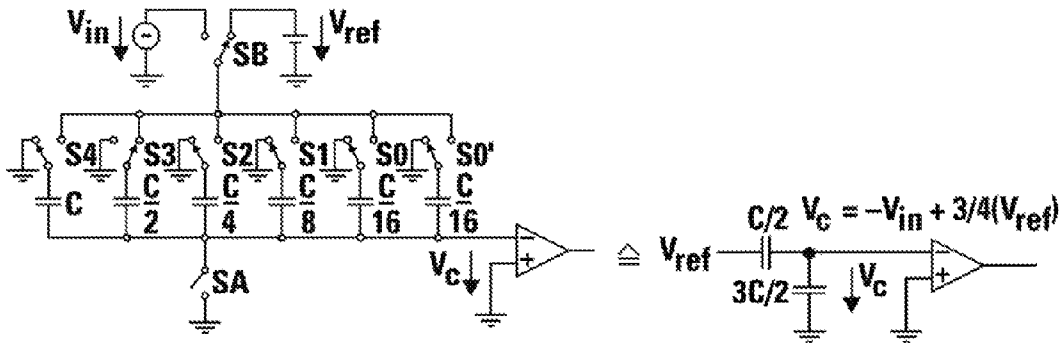 V_in
SB
V_ref
S4
S3
S2
S1
S0
S0'
C
C/2
C/4
C/8
C/16
C/16
SA
V_c
−
+
≙
V_ref
C/2
3C/2
V_c = −V_in + 3/4(V_ref)
V_c
−
+